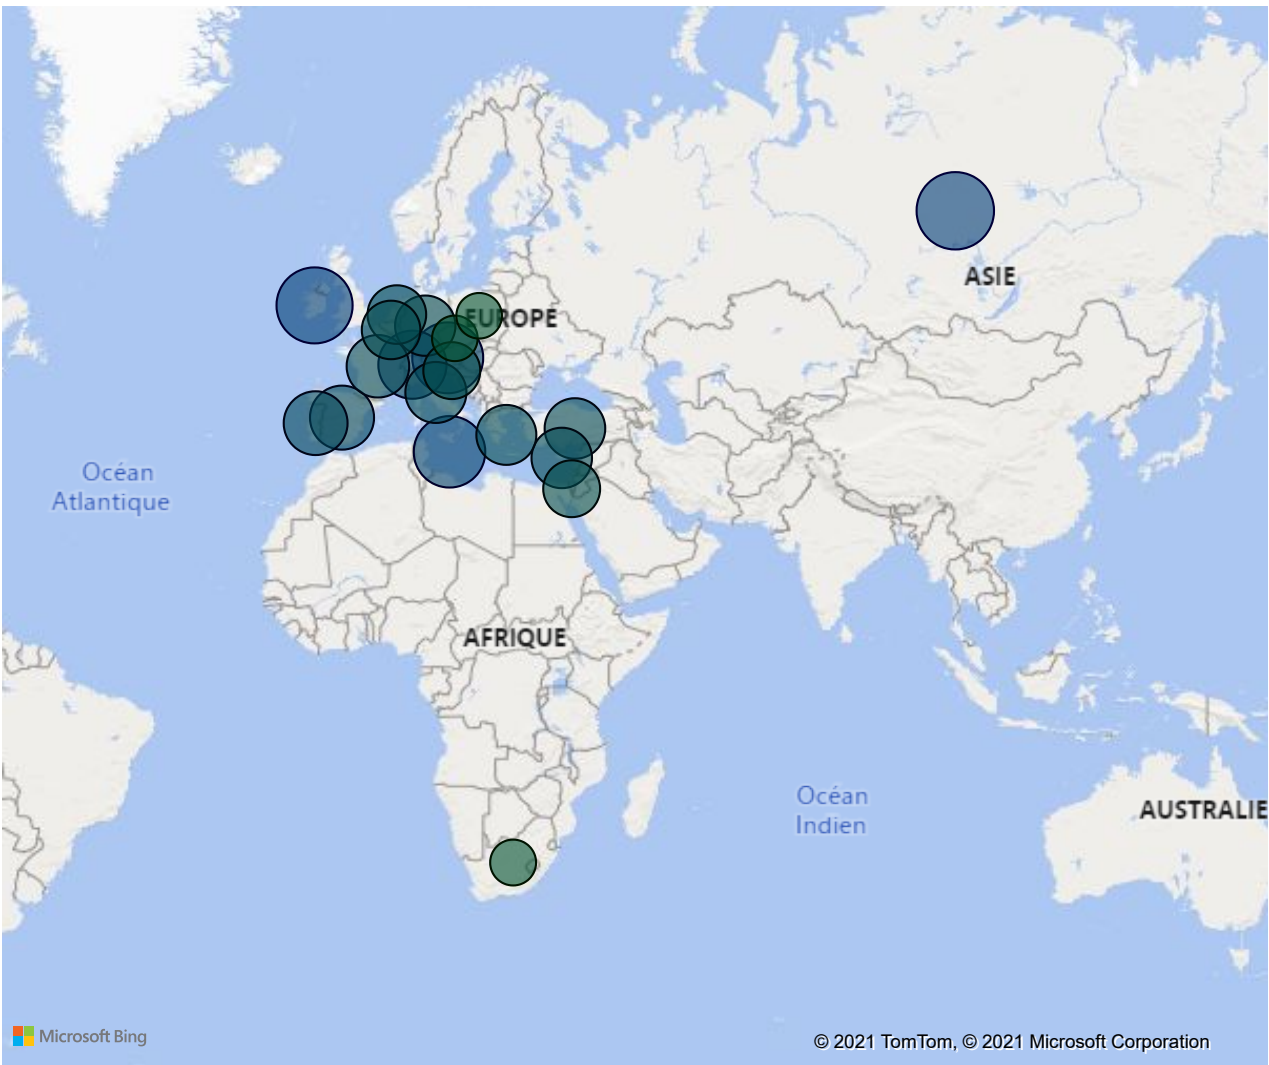 ASIE
EUROPE
Océan
Atlantique
AFRIQUE
Océan
Indien
AUSTRALIE
Microsoft Bing
© 2021 TomTom, © 2021 Microsoft Corporation